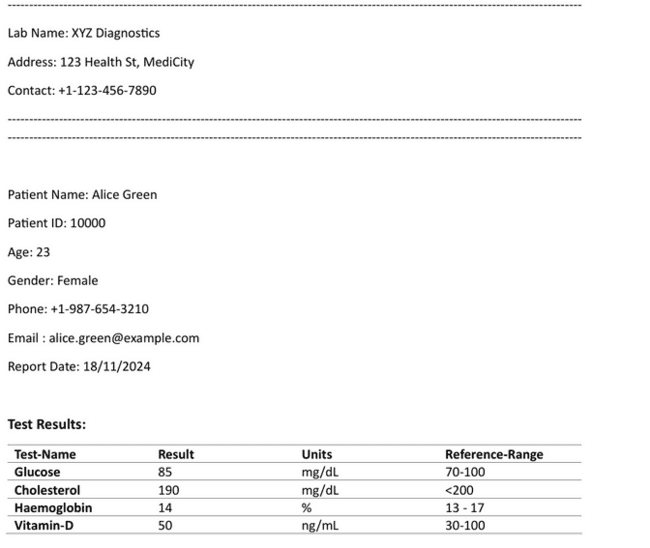 --------------------------------------------------------------------------------------------------------------------------------------------
Lab Name: XYZ Diagnostics
Address: 123 Health St, MediCity
Contact: +1-123-456-7890
--------------------------------------------------------------------------------------------------------------------------------------------
--------------------------------------------------------------------------------------------------------------------------------------------
Patient Name: Alice Green
Patient ID: 10000
Age: 23
Gender: Female
Phone: +1-987-654-3210
Email : alice.green@example.com
Report Date: 18/11/2024
Test Results:
Test-Name Result Units Reference-Range
Glucose 85 mg/dL 70-100
Cholesterol 190 mg/dL <200
Haemoglobin 14 % 13 - 17
Vitamin-D 50 ng/mL 30-100